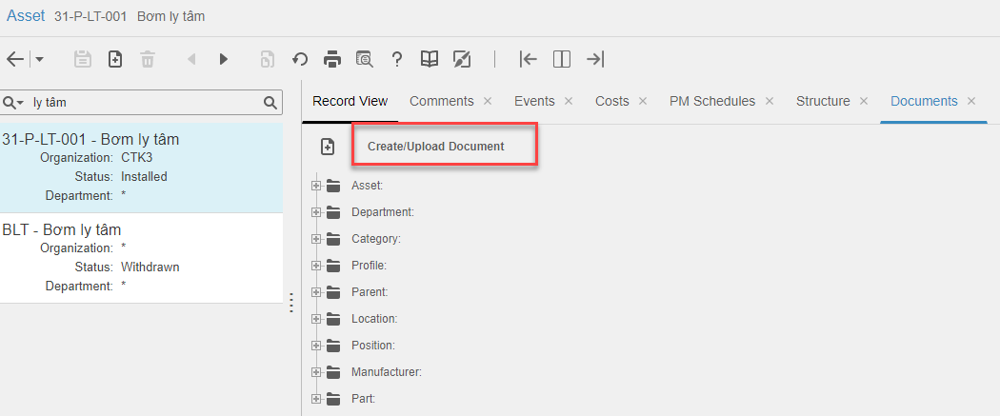 Asset 31-P-LT-001 Bơm ly tâm
ly tâm
Record View Comments Events Costs PM Schedules Structure Documents
31-P-LT-001 - Bơm ly tâm
Organization: CTK3
Status: Installed
Department: *
BLT - Bơm ly tâm
Organization: *
Status: Withdrawn
Department: *
Create/Upload Document
Asset:
Department:
Category:
Profile:
Parent:
Location:
Position:
Manufacturer:
Part: